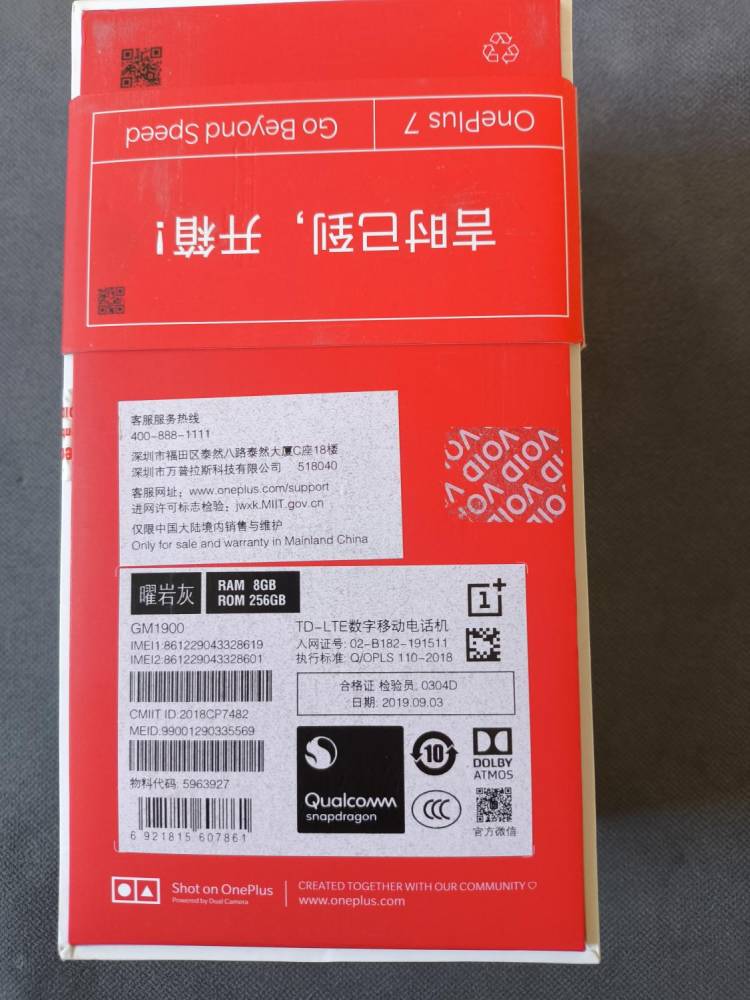 OnePlus 7
Go Beyond Speed
吉时已到，开箱！
客服服务热线
400-888-1111
深圳市福田区泰然八路泰然大厦C座18楼
深圳市万普拉斯科技有限公司 518040
客服网址：www.oneplus.com/support
进网许可标志检验：jwxk.MIIT.gov.cn
仅限中国大陆境内销售与维护
Only for sale and warranty in Mainland China
VOID VOID VOID
VOID VOID
曜岩灰
RAM 8GB
ROM 256GB
GM1900
IMEI1:861229043328619
IMEI2:861229043328601
CMIIT ID:2018CP7482
MEID:99001290335569
物料代码: 5963927
6 921815 607861
TD-LTE数字移动电话机
入网证号: 02-B182-191511
执行标准: Q/OPLS 110-2018
合格证 检验员: 0304D
日期: 2019.09.03
Qualcomm
snapdragon
10
CCC
DOLBY
ATMOS
官方微信
Shot on OnePlus
Powered by Dual Camera
CREATED TOGETHER WITH OUR COMMUNITY
www.oneplus.com